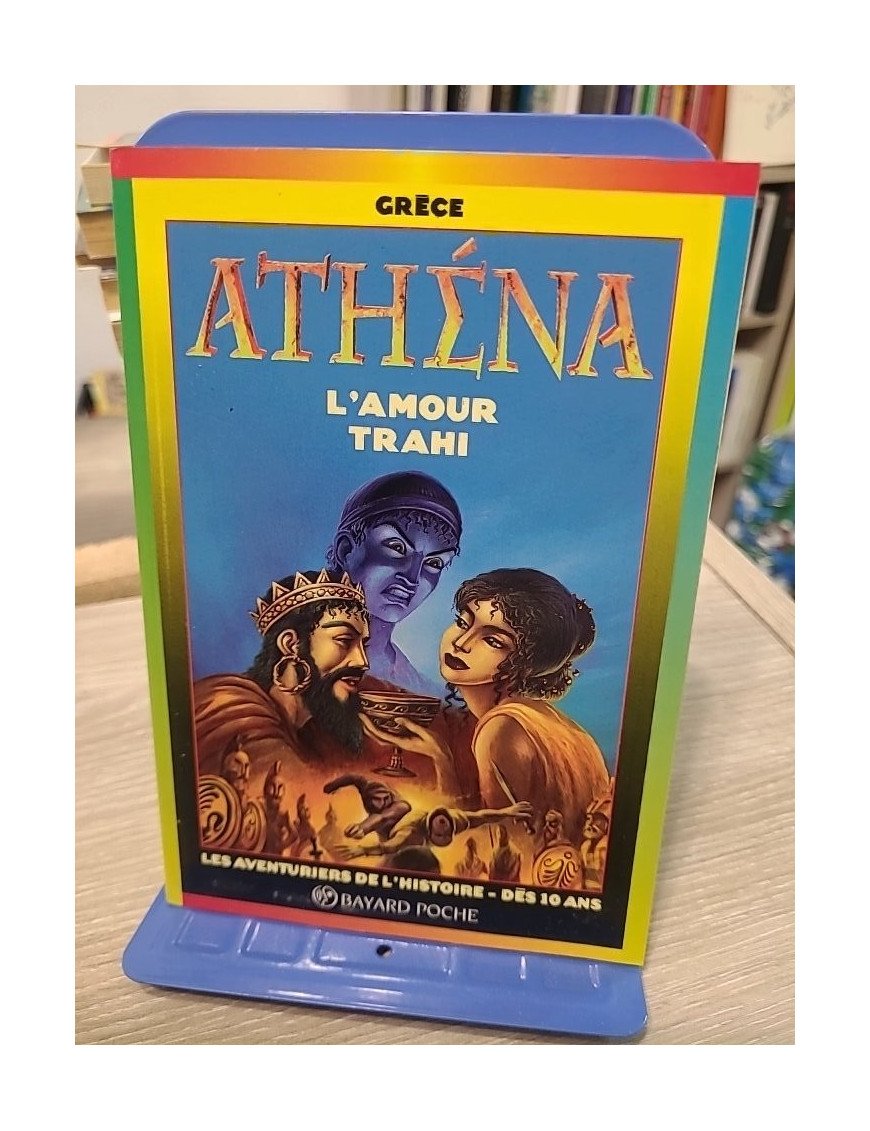 GRÈCE
ATHÉNA
L'AMOUR
TRAHI
LES AVENTURIERS DE L'HISTOIRE - DÈS 10 ANS
BAYARD POCHE